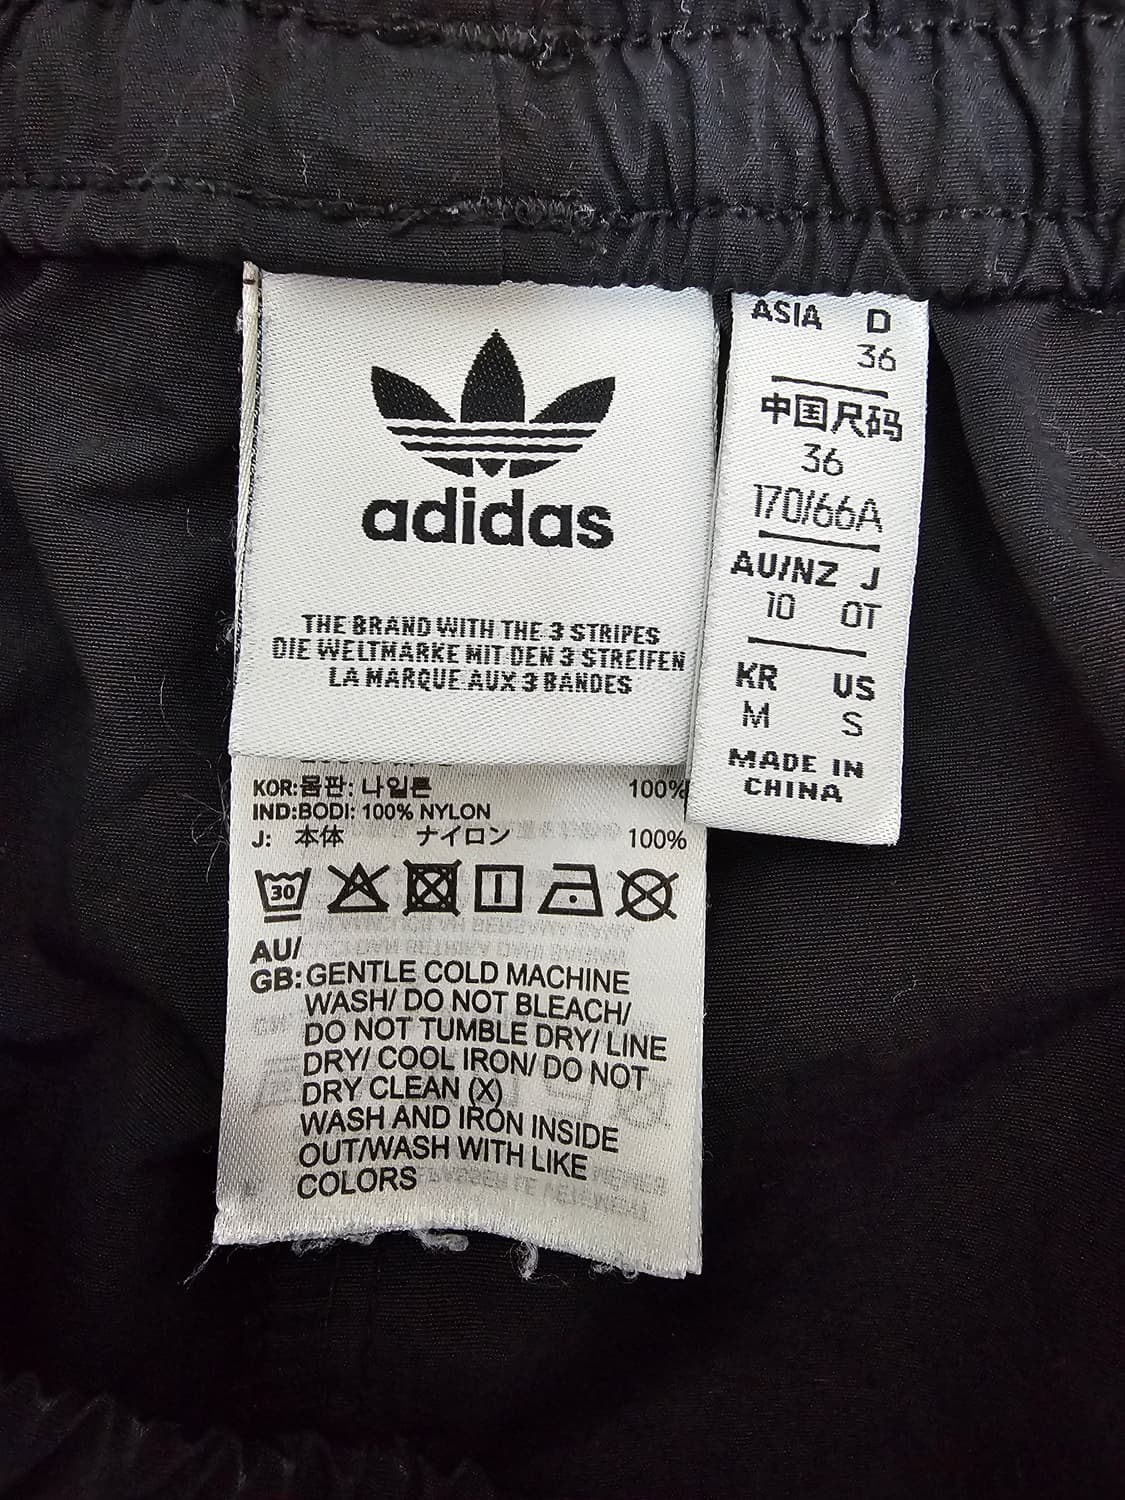 adidas
THE BRAND WITH THE 3 STRIPES
DIE WELTMARKE MIT DEN 3 STREIFEN
LA MARQUE AUX 3 BANDES
ASIA D
36
中国尺码
36
170/66A
AU/NZ J
10 OT
KR US
M S
MADE IN
CHINA
KOR:몸판: 나일론 100%
IND:BODI: 100% NYLON
J: 本体 ナイロン 100%
30
AU/
GB: GENTLE COLD MACHINE
WASH/ DO NOT BLEACH/
DO NOT TUMBLE DRY/ LINE
DRY/ COOL IRON/ DO NOT
DRY CLEAN (X)
WASH AND IRON INSIDE
OUT/WASH WITH LIKE
COLORS